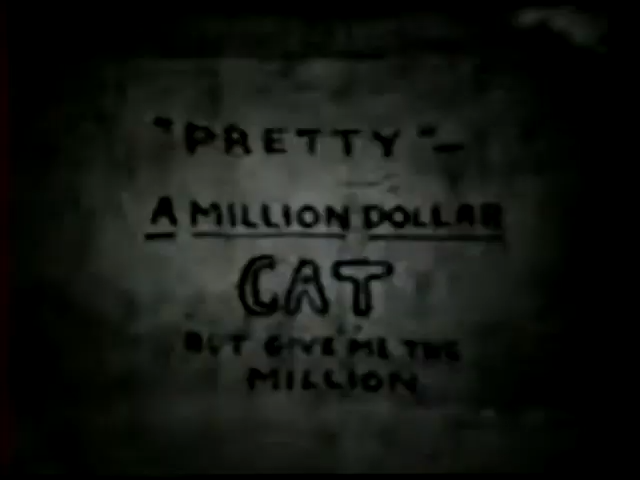 "PRETTY"—
A MILLION DOLLAR
CAT
BUT GIVE ME THE
MILLION